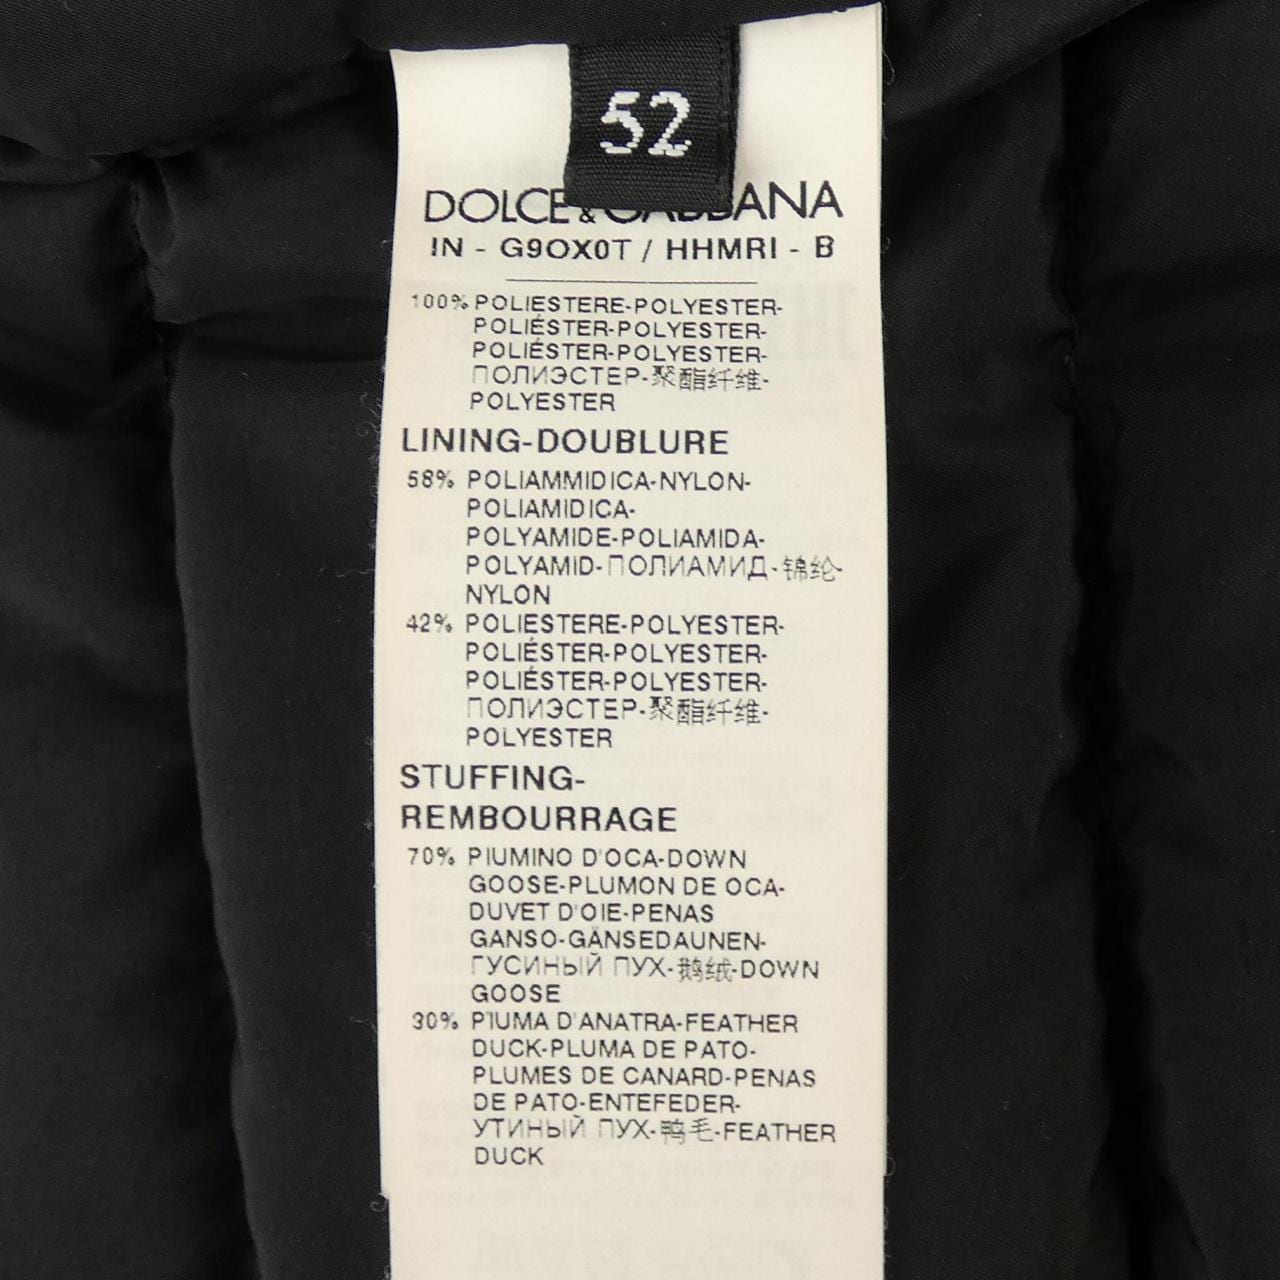 52
DOLCE & GABBANA
IN - G9OX0T / HHMRI - B
100% POLIESTERE-POLYESTER-
POLIÉSTER-POLYESTER-
POLIÉSTER-POLYESTER-
ПОЛИЭСТЕР-聚酯纤维-
POLYESTER
LINING-DOUBLURE
58% POLIAMMIDICA-NYLON-
POLIAMIDICA-
POLYAMIDE-POLIAMIDA-
POLYAMID-ПОЛИАМИД-锦纶-
NYLON
42% POLIESTERE-POLYESTER-
POLIÉSTER-POLYESTER-
POLIÉSTER-POLYESTER-
ПОЛИЭСТЕР-聚酯纤维-
POLYESTER
STUFFING-
REMBOURRAGE
70% PIUMINO D'OCA-DOWN
GOOSE-PLUMON DE OCA-
DUVET D'OIE-PENAS
GANSO-GÄNSEDAUNEN-
ГУСИНЫЙ ПУХ-鹅绒-DOWN
GOOSE
30% PIUMA D'ANATRA-FEATHER
DUCK-PLUMA DE PATO-
PLUMES DE CANARD-PENAS
DE PATO-ENTEFEDER-
УТИНЫЙ ПУХ-鸭毛-FEATHER
DUCK